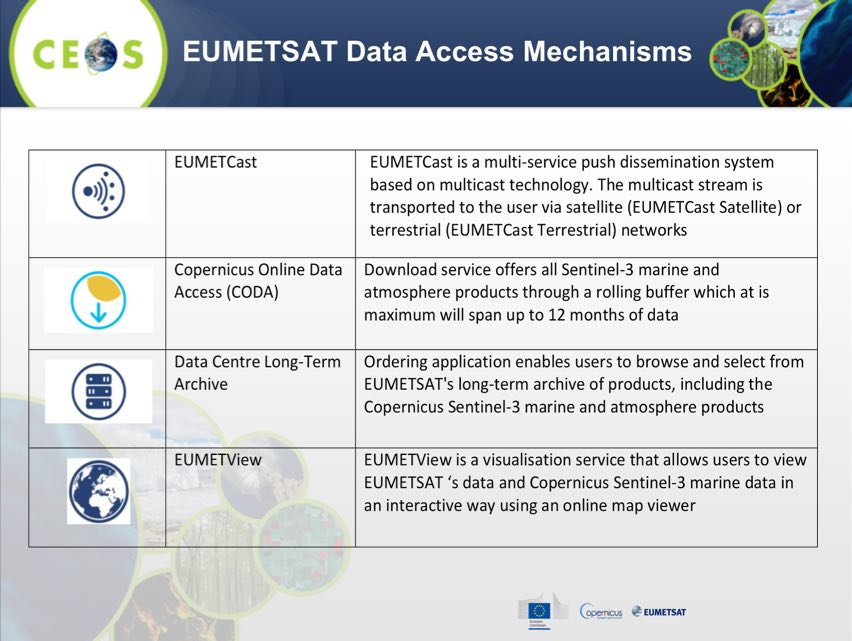 CEOS
EUMETSAT Data Access Mechanisms
EUMETCast
EUMETCast is a multi-service push dissemination system
based on multicast technology. The multicast stream is
transported to the user via satellite (EUMETCast Satellite) or
terrestrial (EUMETCast Terrestrial) networks
Copernicus Online Data
Access (CODA)
Download service offers all Sentinel-3 marine and
atmosphere products through a rolling buffer which at is
maximum will span up to 12 months of data
Data Centre Long-Term
Archive
Ordering application enables users to browse and select from
EUMETSAT's long-term archive of products, including the
Copernicus Sentinel-3 marine and atmosphere products
EUMETView
EUMETView is a visualisation service that allows users to view
EUMETSAT ‘s data and Copernicus Sentinel-3 marine data in
an interactive way using an online map viewer
European
Commission
Copernicus
EUMETSAT